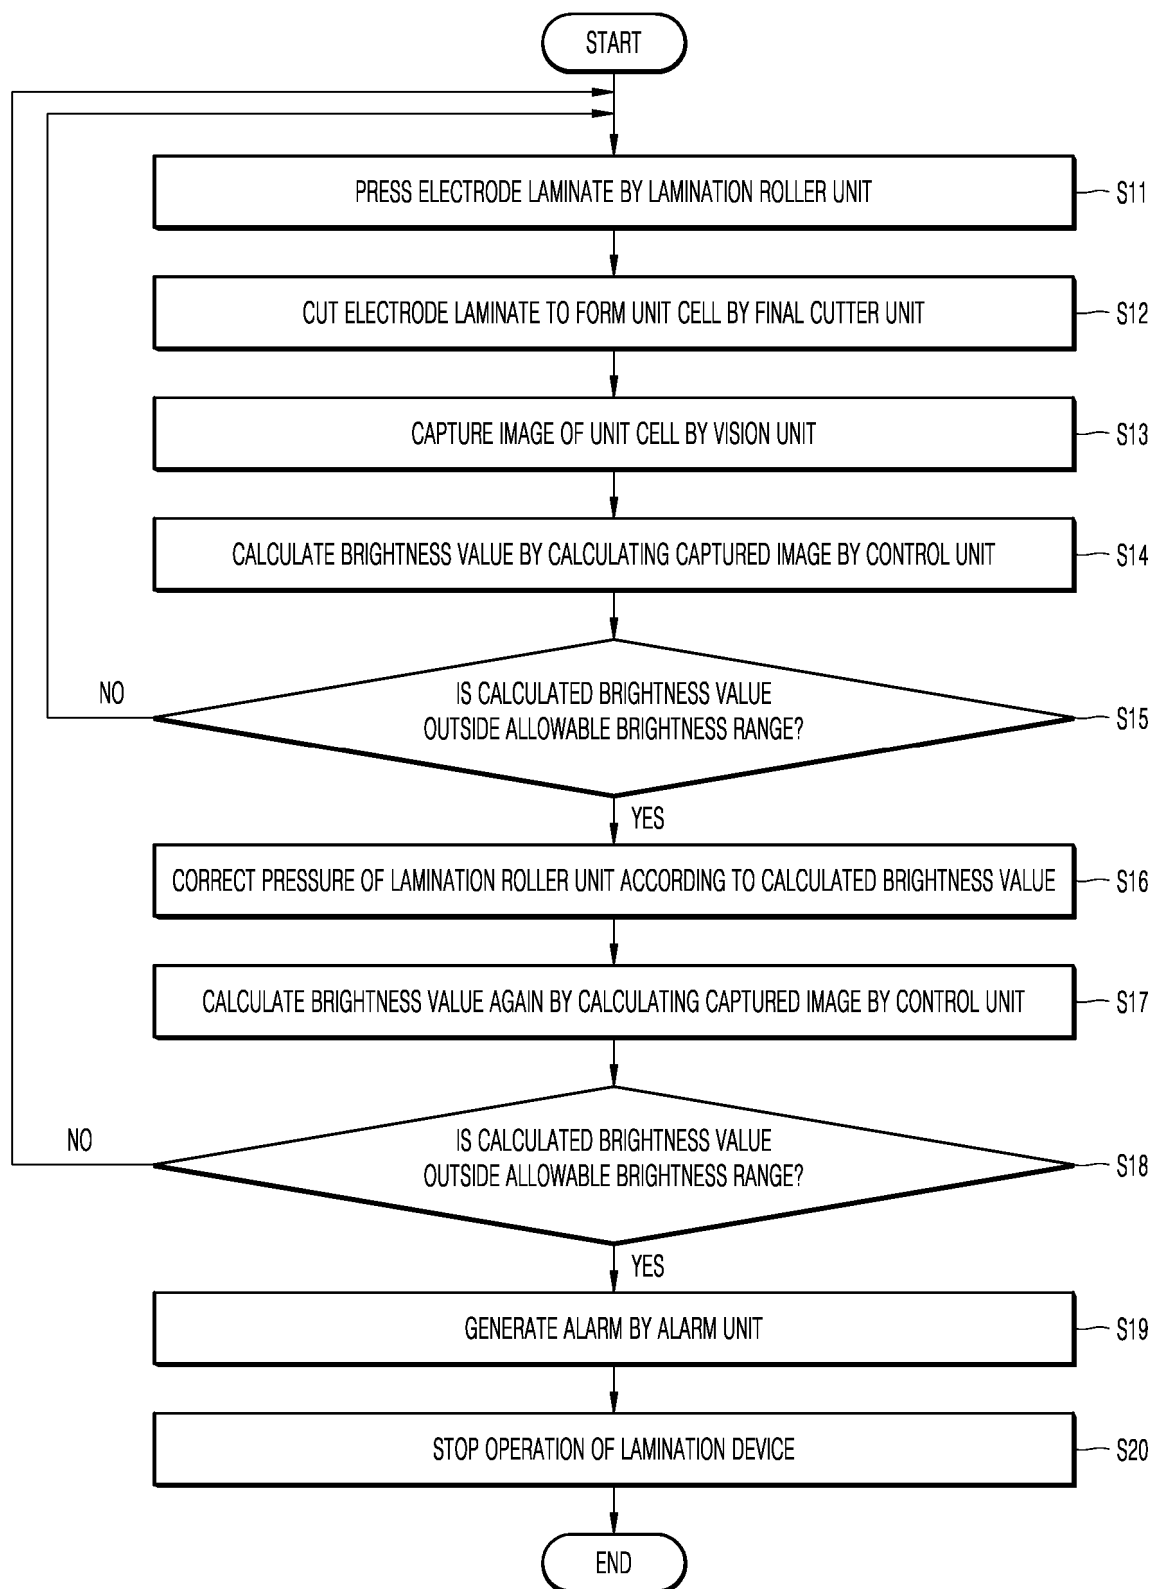 START
PRESS ELECTRODE LAMINATE BY LAMINATION ROLLER UNIT
S11
CUT ELECTRODE LAMINATE TO FORM UNIT CELL BY FINAL CUTTER UNIT
S12
CAPTURE IMAGE OF UNIT CELL BY VISION UNIT
S13
CALCULATE BRIGHTNESS VALUE BY CALCULATING CAPTURED IMAGE BY CONTROL UNIT
S14
NO
IS CALCULATED BRIGHTNESS VALUE
OUTSIDE ALLOWABLE BRIGHTNESS RANGE?
S15
YES
CORRECT PRESSURE OF LAMINATION ROLLER UNIT ACCORDING TO CALCULATED BRIGHTNESS VALUE
S16
CALCULATE BRIGHTNESS VALUE AGAIN BY CALCULATING CAPTURED IMAGE BY CONTROL UNIT
S17
NO
IS CALCULATED BRIGHTNESS VALUE
OUTSIDE ALLOWABLE BRIGHTNESS RANGE?
S18
YES
GENERATE ALARM BY ALARM UNIT
S19
STOP OPERATION OF LAMINATION DEVICE
S20
END